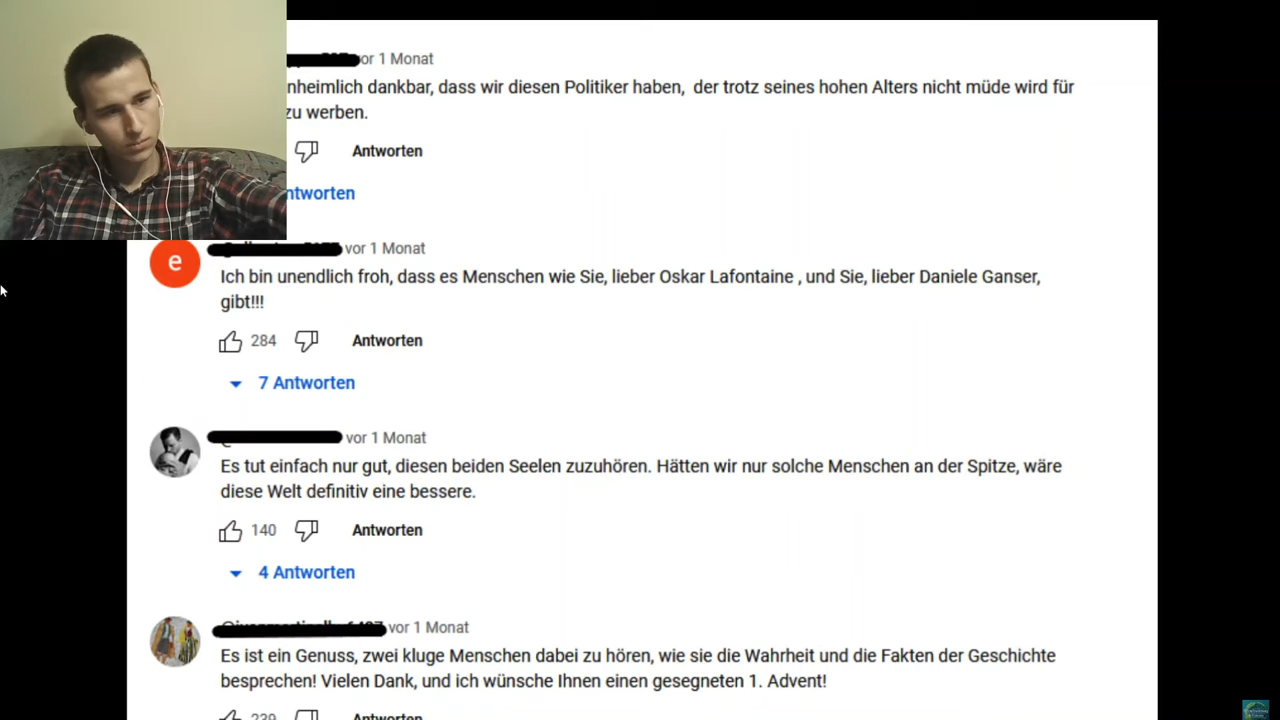 vor 1 Monat
nheimlich dankbar, dass wir diesen Politiker haben, der trotz seines hohen Alters nicht müde wird für
zu werben.
Antworten
ntworten
e
vor 1 Monat
Ich bin unendlich froh, dass es Menschen wie Sie, lieber Oskar Lafontaine , und Sie, lieber Daniele Ganser,
gibt!!!
284 Antworten
7 Antworten
vor 1 Monat
Es tut einfach nur gut, diesen beiden Seelen zuzuhören. Hätten wir nur solche Menschen an der Spitze, wäre
diese Welt definitiv eine bessere.
140 Antworten
4 Antworten
vor 1 Monat
Es ist ein Genuss, zwei kluge Menschen dabei zu hören, wie sie die Wahrheit und die Fakten der Geschichte
besprechen! Vielen Dank, und ich wünsche Ihnen einen gesegneten 1. Advent!
239 Antworten